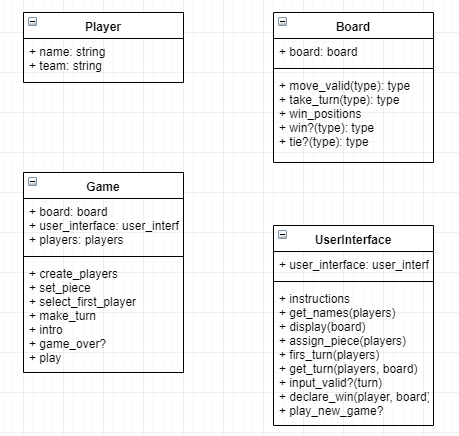 Player
+ name: string
+ team: string
Board
+ board: board
+ move_valid(type): type
+ take_turn(type): type
+ win_positions
+ win?(type): type
+ tie?(type): type
Game
+ board: board
+ user_interface: user_interf
+ players: players
+ create_players
+ set_piece
+ select_first_player
+ make_turn
+ intro
+ game_over?
+ play
UserInterface
+ user_interface: user_interf
+ instructions
+ get_names(players)
+ display(board)
+ assign_piece(players)
+ firs_turn(players)
+ get_turn(players, board)
+ input_valid?(turn)
+ declare_win(player, board)
+ play_new_game?